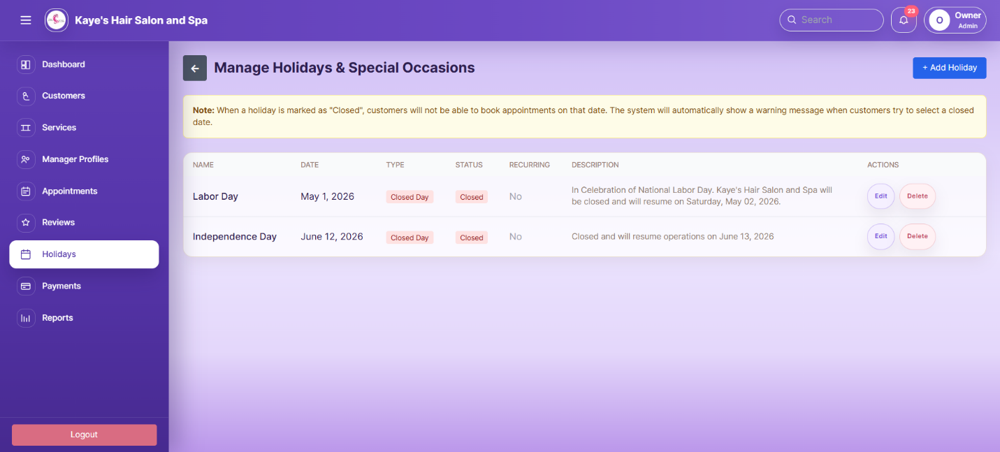 Kaye's Hair Salon and Spa
Search
23
O
Owner
Admin
Dashboard
Customers
Services
Manager Profiles
Appointments
Reviews
Holidays
Payments
Reports
Logout
Manage Holidays & Special Occasions
+ Add Holiday
Note: When a holiday is marked as "Closed", customers will not be able to book appointments on that date. The system will automatically show a warning message when customers try to select a closed
date.
NAME DATE TYPE STATUS RECURRING DESCRIPTION ACTIONS
Labor Day May 1, 2026 Closed Day Closed No In Celebration of National Labor Day. Kaye's Hair Salon and Spa will
be closed and will resume on Saturday, May 02, 2026.
Edit Delete
Independence Day June 12, 2026 Closed Day Closed No Closed and will resume operations on June 13, 2026 Edit Delete